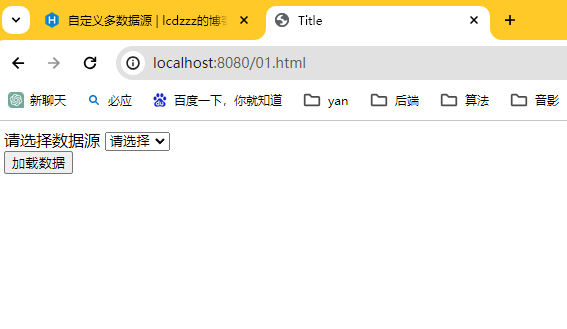 自定义多数据源 | lcdzzz的博客
Title
localhost:8080/01.html
新聊天
必应
百度一下，你就知道
yan
后端
算法
音影
请选择数据源 请选择
加载数据